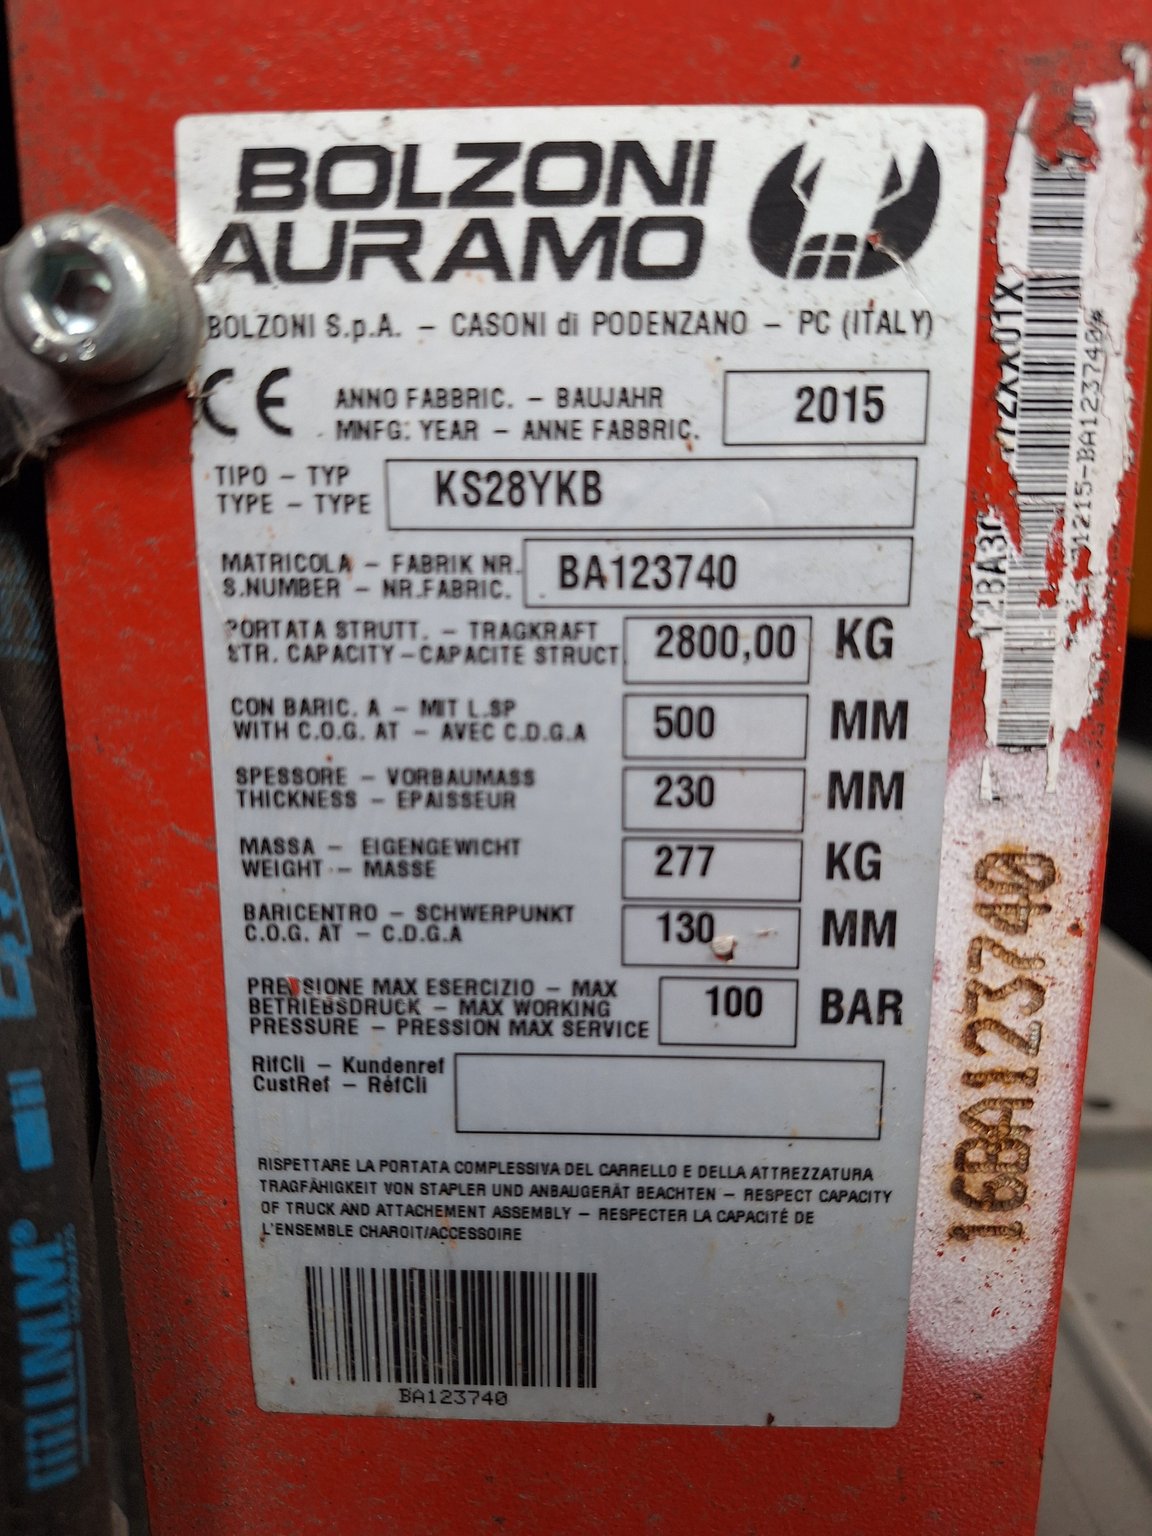 BOLZONI
AURAMO
BOLZONI S.p.A. – CASONI di PODENZANO – PC (ITALY)
CE
ANNO FABBRIC. – BAUJAHR
MNFG. YEAR – ANNE FABBRIC.
2015
TIPO – TYP
TYPE – TYPE
KS28YKB
MATRICOLA – FABRIK NR.
S.NUMBER – NR.FABRIC.
BA123740
PORTATA STRUTT. – TRAGKRAFT
STR. CAPACITY – CAPACITE STRUCT
2800,00 KG
CON BARIC. A – MIT L.SP
WITH C.O.G. AT – AVEC C.D.G.A
500 MM
SPESSORE – VORBAUMASS
THICKNESS – EPAISSEUR
230 MM
MASSA – EIGENGEWICHT
WEIGHT – MASSE
277 KG
BARICENTRO – SCHWERPUNKT
C.O.G. AT – C.D.G.A
130 MM
PRESSIONE MAX ESERCIZIO – MAX
BETRIEBSDRUCK – MAX WORKING
PRESSURE – PRESSION MAX SERVICE
100 BAR
RifCli – Kundenref
CustRef – RéfCli
RISPETTARE LA PORTATA COMPLESSIVA DEL CARRELLO E DELLA ATTREZZATURA
TRAGFÄHIGKEIT VON STAPLER UND ANBAUGERÄT BEACHTEN – RESPECT CAPACITY
OF TRUCK AND ATTACHEMENT ASSEMBLY – RESPECTER LA CAPACITÉ DE
L'ENSEMBLE CHAROIT/ACCESSOIRE
BA123740
1215-BA123740#
16BA123740